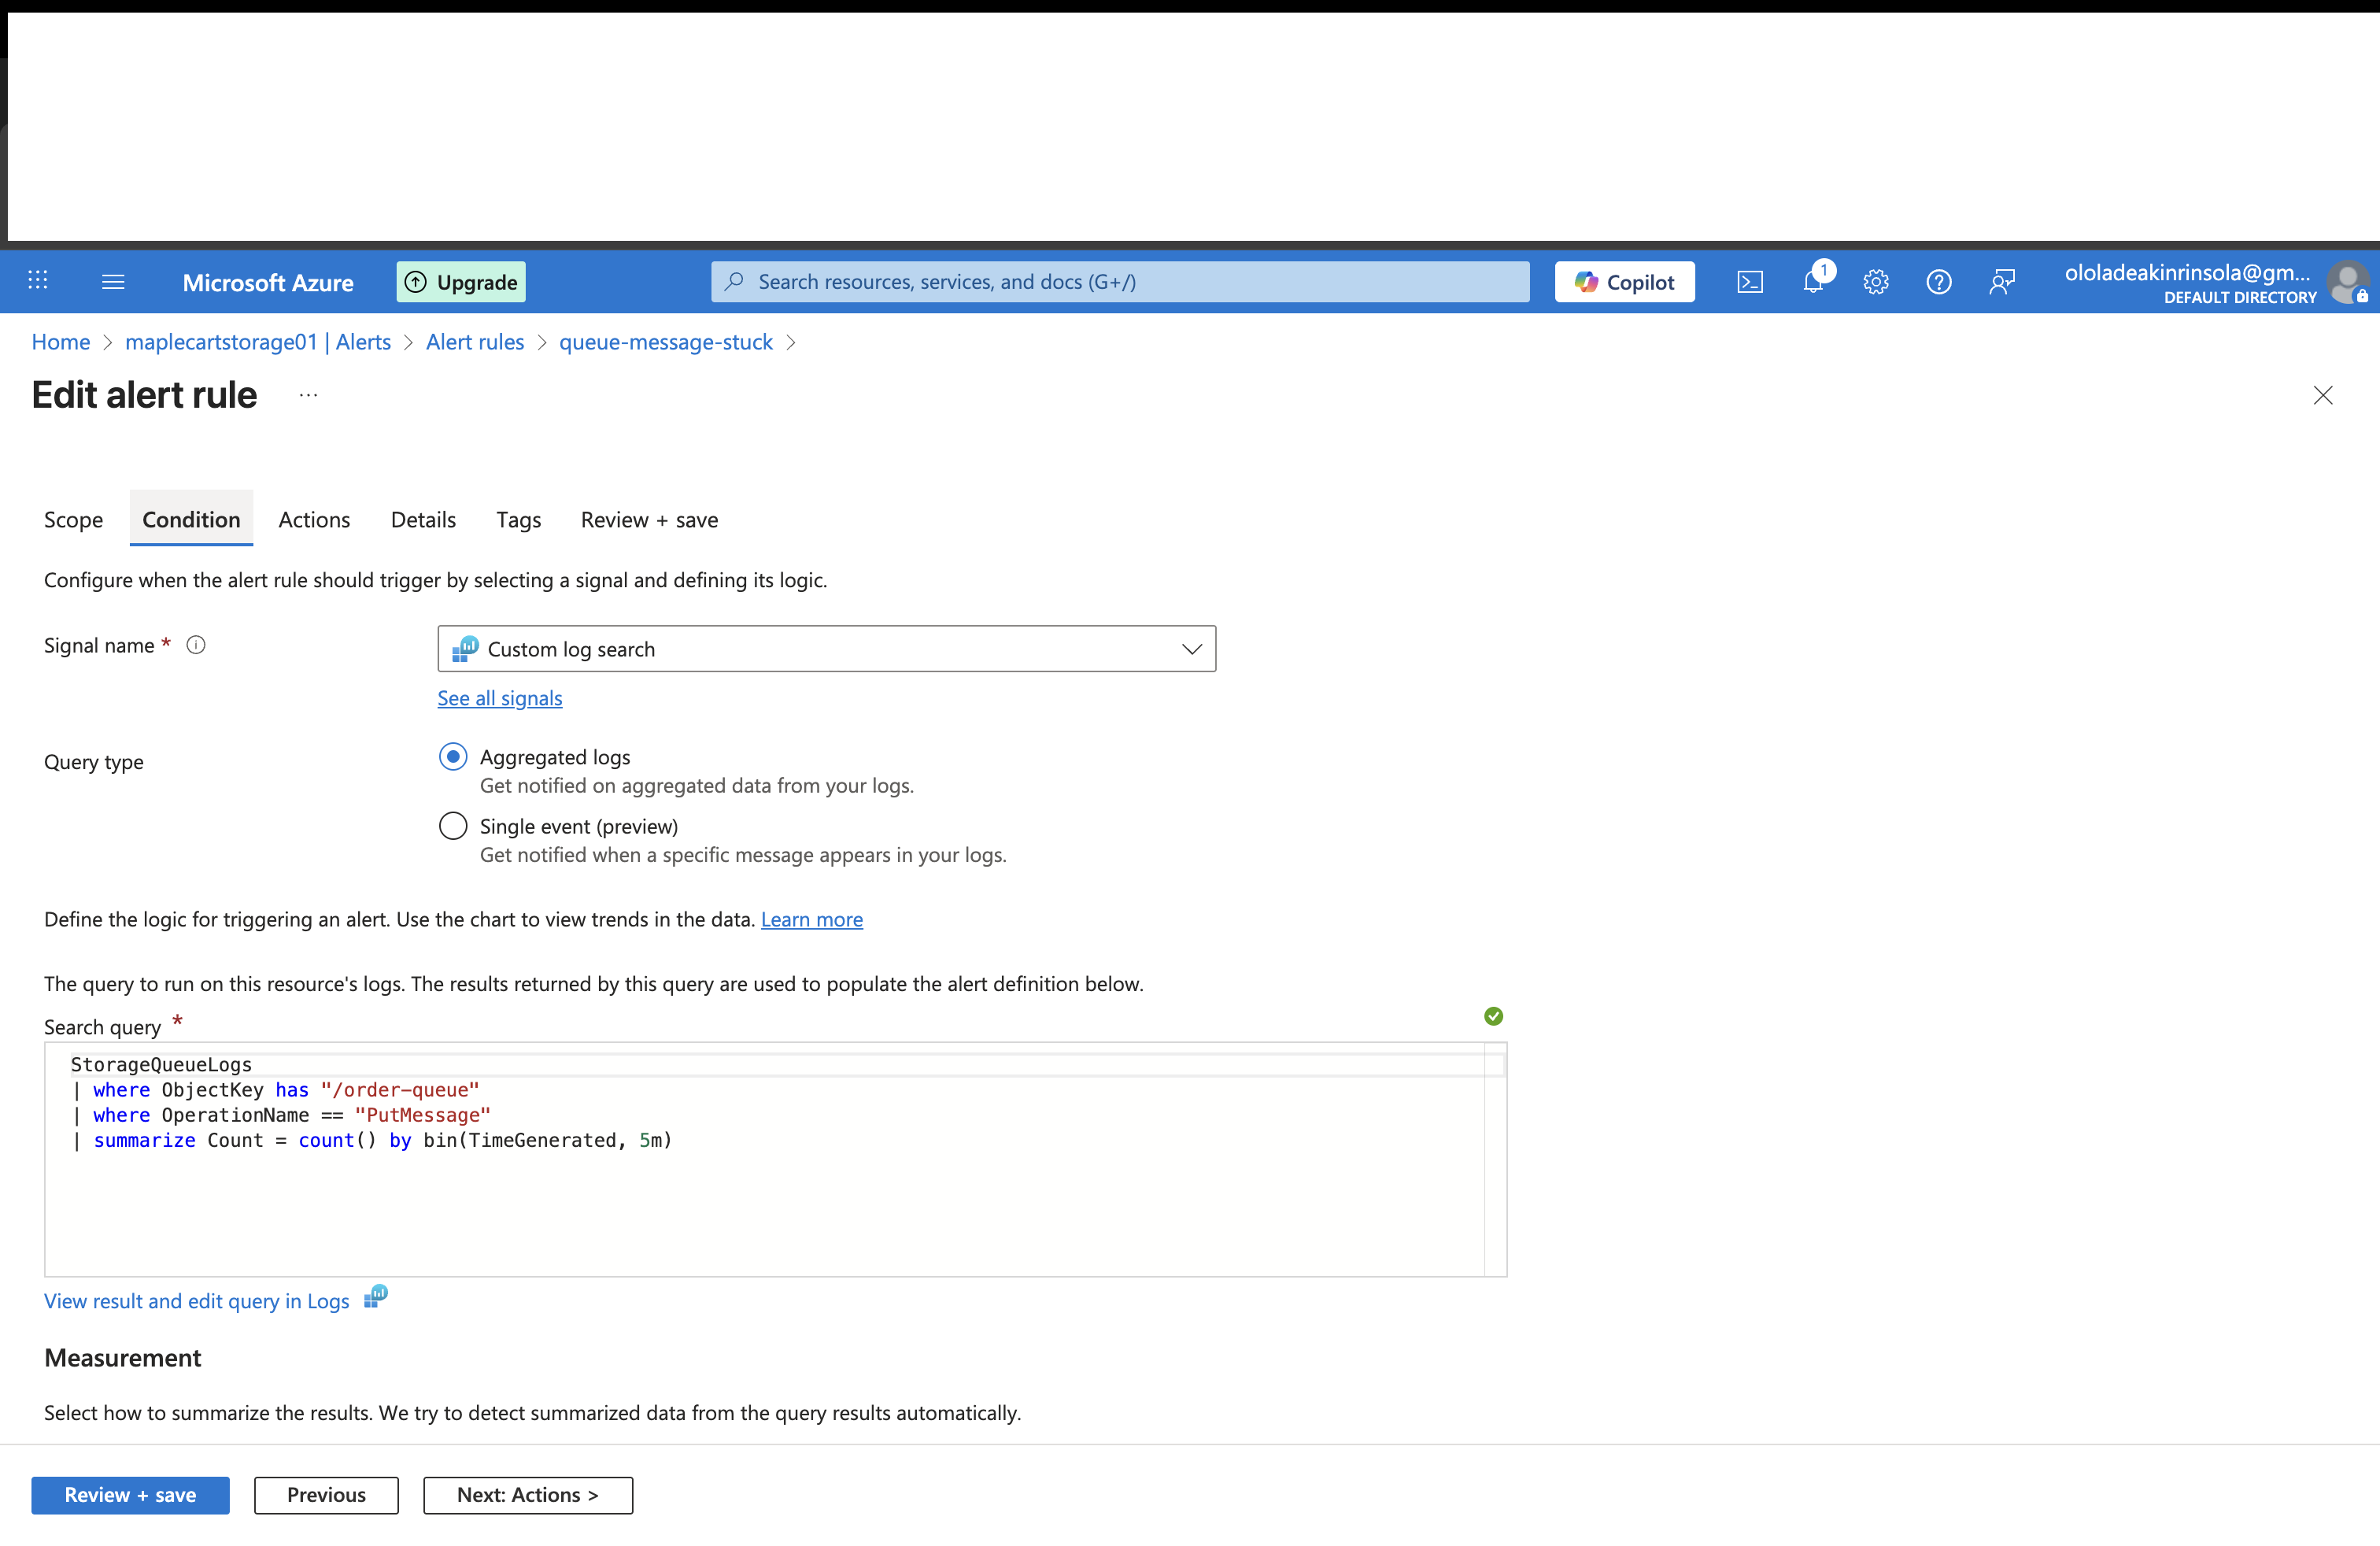 Microsoft Azure
Upgrade
Search resources, services, and docs (G+/)
Copilot
1
ololadeakinrinsola@gm...
DEFAULT DIRECTORY
Home > maplecartstorage01 | Alerts > Alert rules > queue-message-stuck >
Edit alert rule ...
Scope Condition Actions Details Tags Review + save
Configure when the alert rule should trigger by selecting a signal and defining its logic.
Signal name *
Custom log search
See all signals
Query type
Aggregated logs
Get notified on aggregated data from your logs.
Single event (preview)
Get notified when a specific message appears in your logs.
Define the logic for triggering an alert. Use the chart to view trends in the data. Learn more
The query to run on this resource's logs. The results returned by this query are used to populate the alert definition below.
Search query *
StorageQueueLogs
| where ObjectKey has "/order-queue"
| where OperationName == "PutMessage"
| summarize Count = count() by bin(TimeGenerated, 5m)
View result and edit query in Logs
Measurement
Select how to summarize the results. We try to detect summarized data from the query results automatically.
Review + save
Previous
Next: Actions >